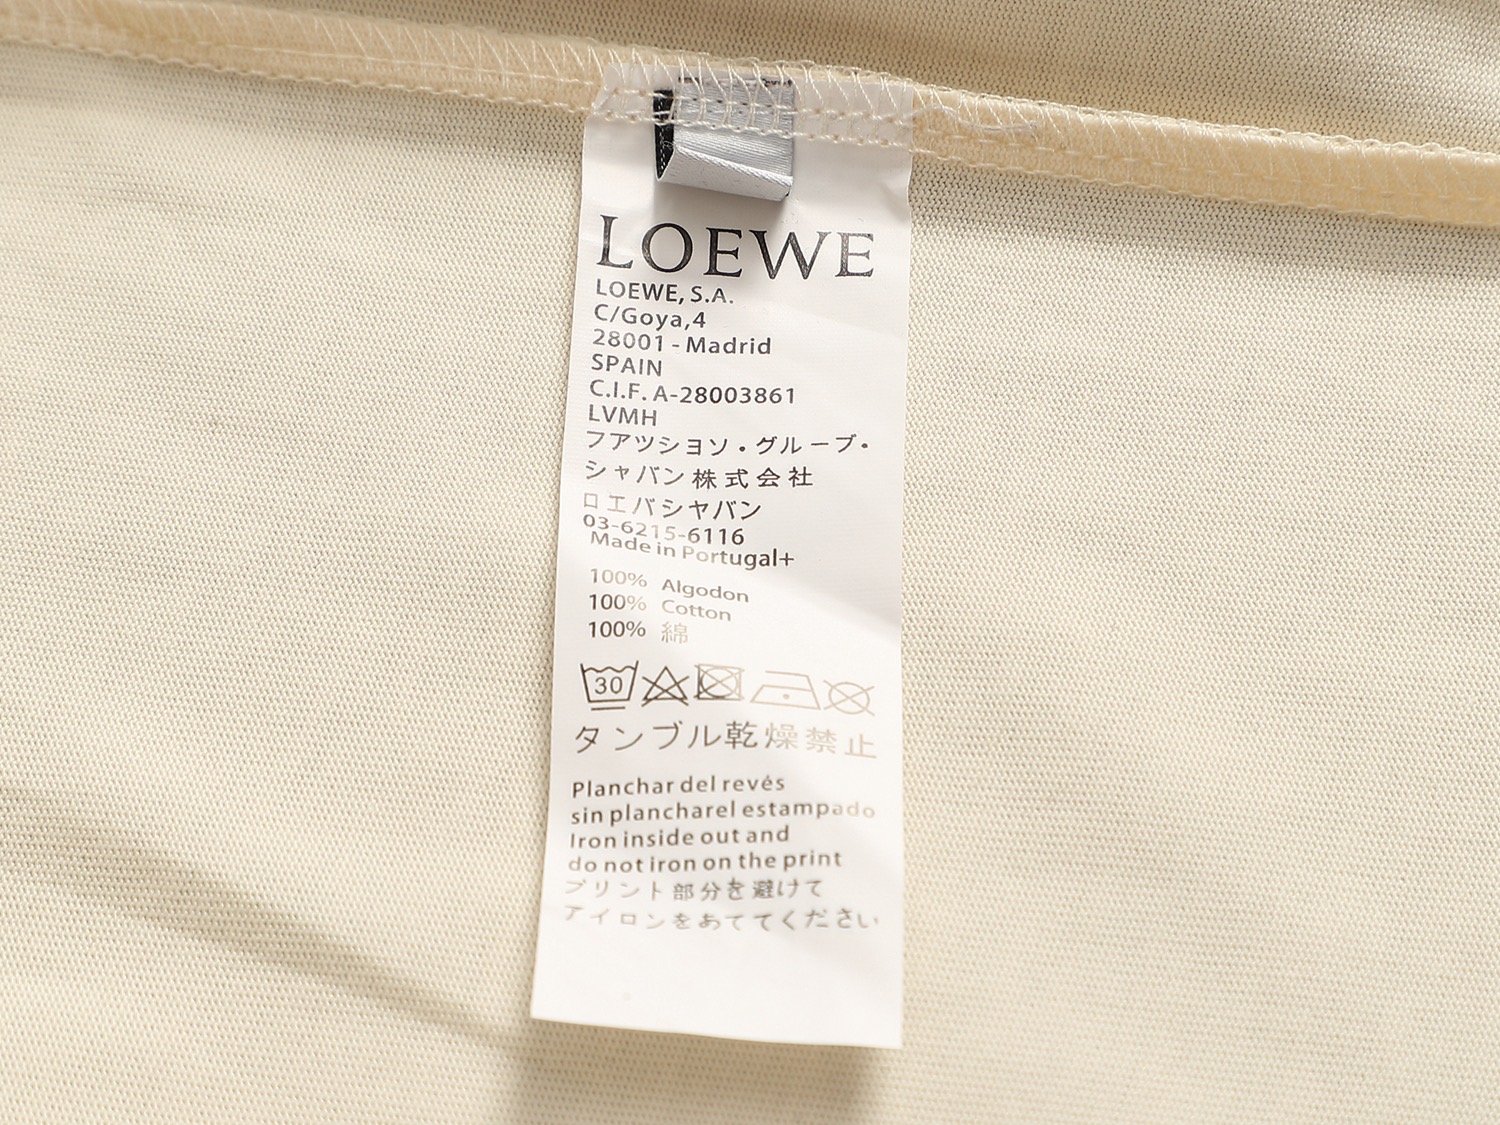 LOEWE
LOEWE, S.A.
C/Goya,4
28001 - Madrid
SPAIN
C.I.F. A-28003861
LVMH
フアツシヨソ・グループ・
シャバン株式会社
ロエバシヤバン
03-6215-6116
Made in Portugal+
100% Algodon
100% Cotton
100% 綿
30
タンブル乾燥禁止
Planchar del revés
sin plancharel estampado
Iron inside out and
do not iron on the print
プリント部分を避けて
アイロンをあててください